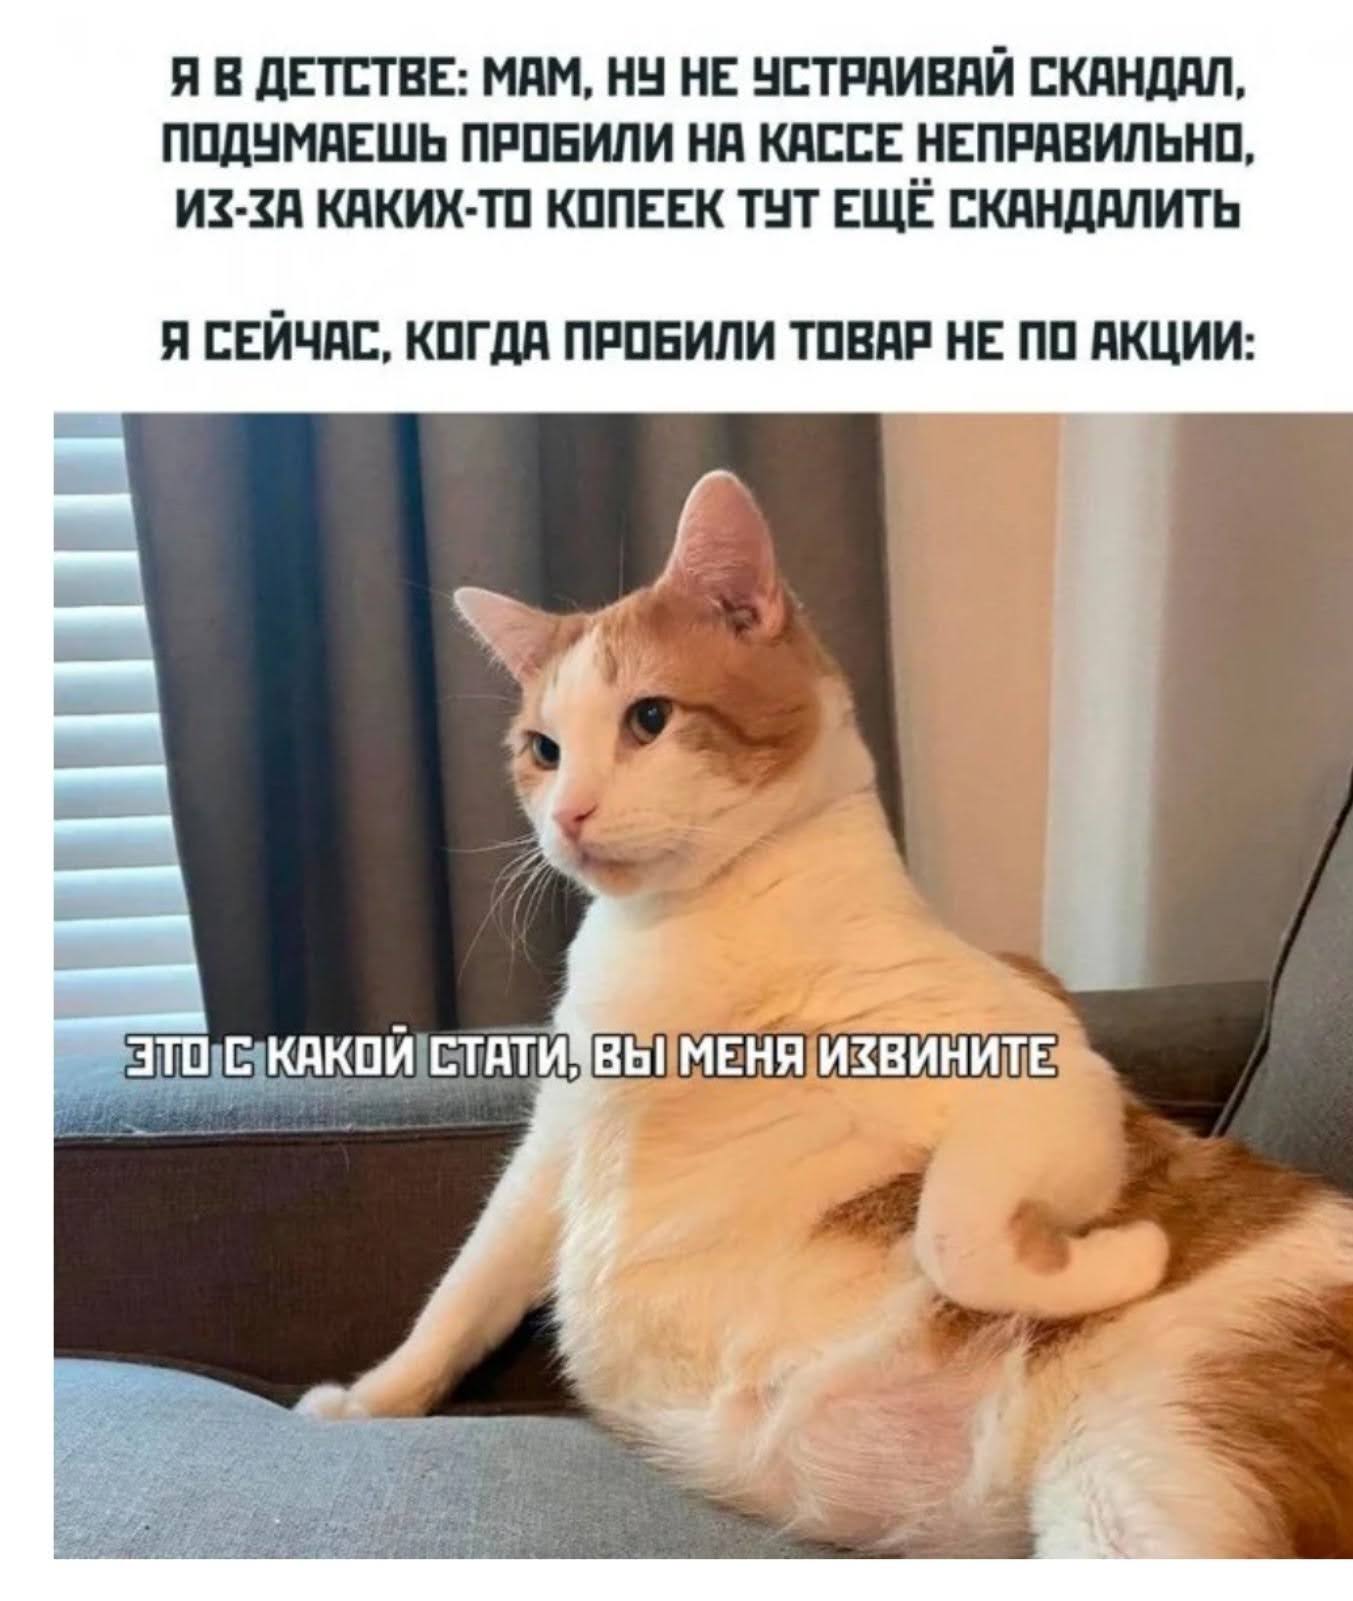 Я В ДЕТСТВЕ: МАМ, НУ НЕ УСТРАИВАЙ СКАНДАЛ,
ПОДУМАЕШЬ ПРОБИЛИ НА КАССЕ НЕПРАВИЛЬНО,
ИЗ-ЗА КАКИХ-ТО КОПЕЕК ТУТ ЕЩЁ СКАНДАЛИТЬ
Я СЕЙЧАС, КОГДА ПРОБИЛИ ТОВАР НЕ ПО АКЦИИ:
ЭТО С КАКОЙ СТАТИ, ВЫ МЕНЯ ИЗВИНИТЕ